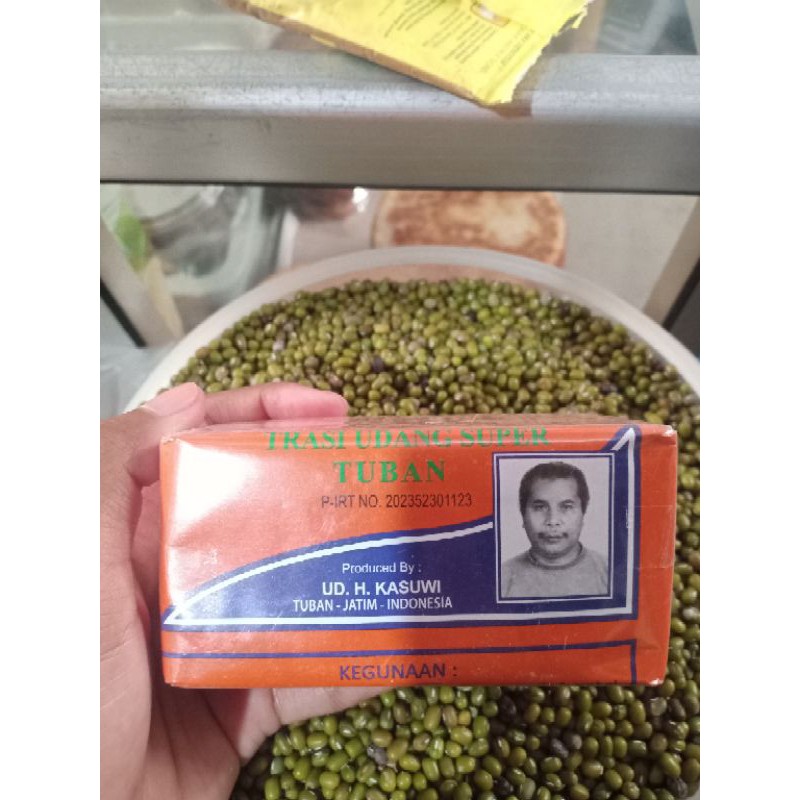 TRASI UDANG SUPER
TUBAN
P-IRT NO. 202352301123
Produced By :
UD. H. KASUWI
TUBAN - JATIM - INDONESIA
KEGUNAAN :